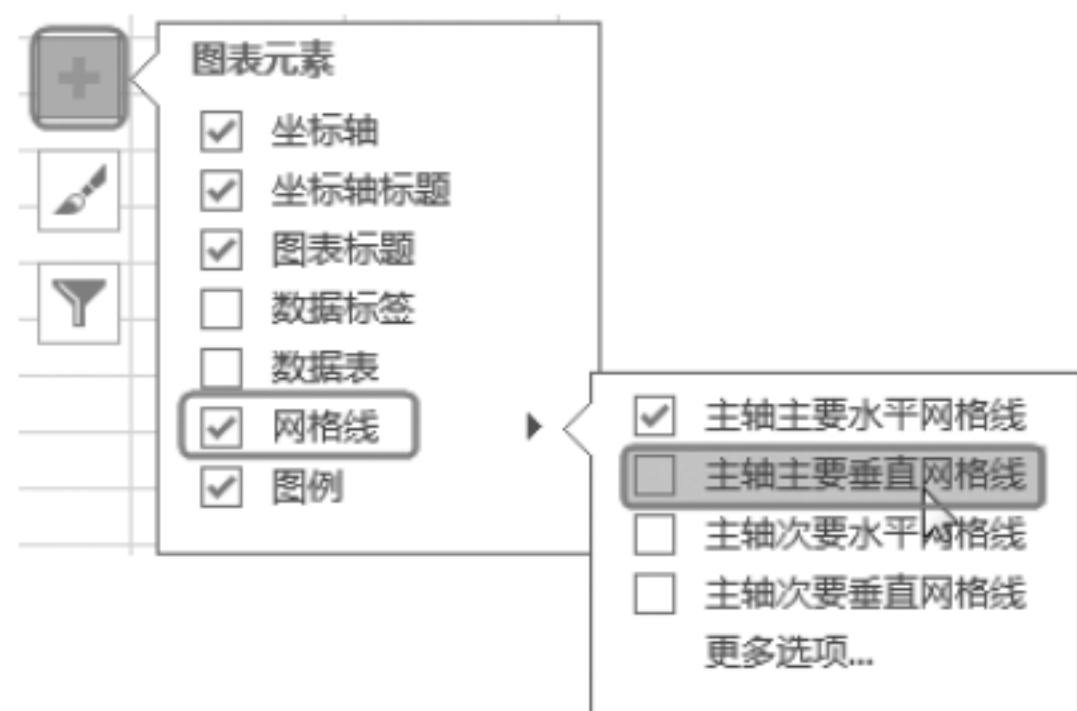 图表元素
坐标轴
坐标轴标题
图表标题
数据标签
数据表
网格线
图例
主轴主要水平网格线
主轴主要垂直网格线
主轴次要水平网格线
主轴次要垂直网格线
更多选项...